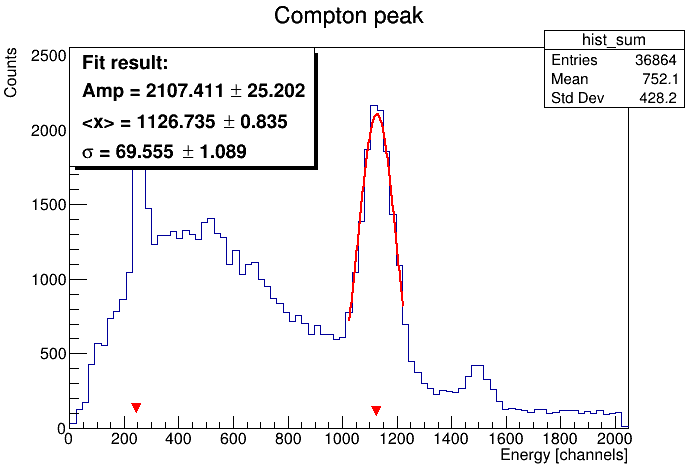 Compton peak
hist_sum
Entries 36864
Mean 752.1
Std Dev 428.2
Fit result:
Amp = 2107.411 ± 25.202
<x> = 1126.735 ± 0.835
σ = 69.555 ± 1.089
Counts
2500
2000
1500
1000
500
0
0 200 400 600 800 1000 1200 1400 1600 1800 2000
Energy [channels]